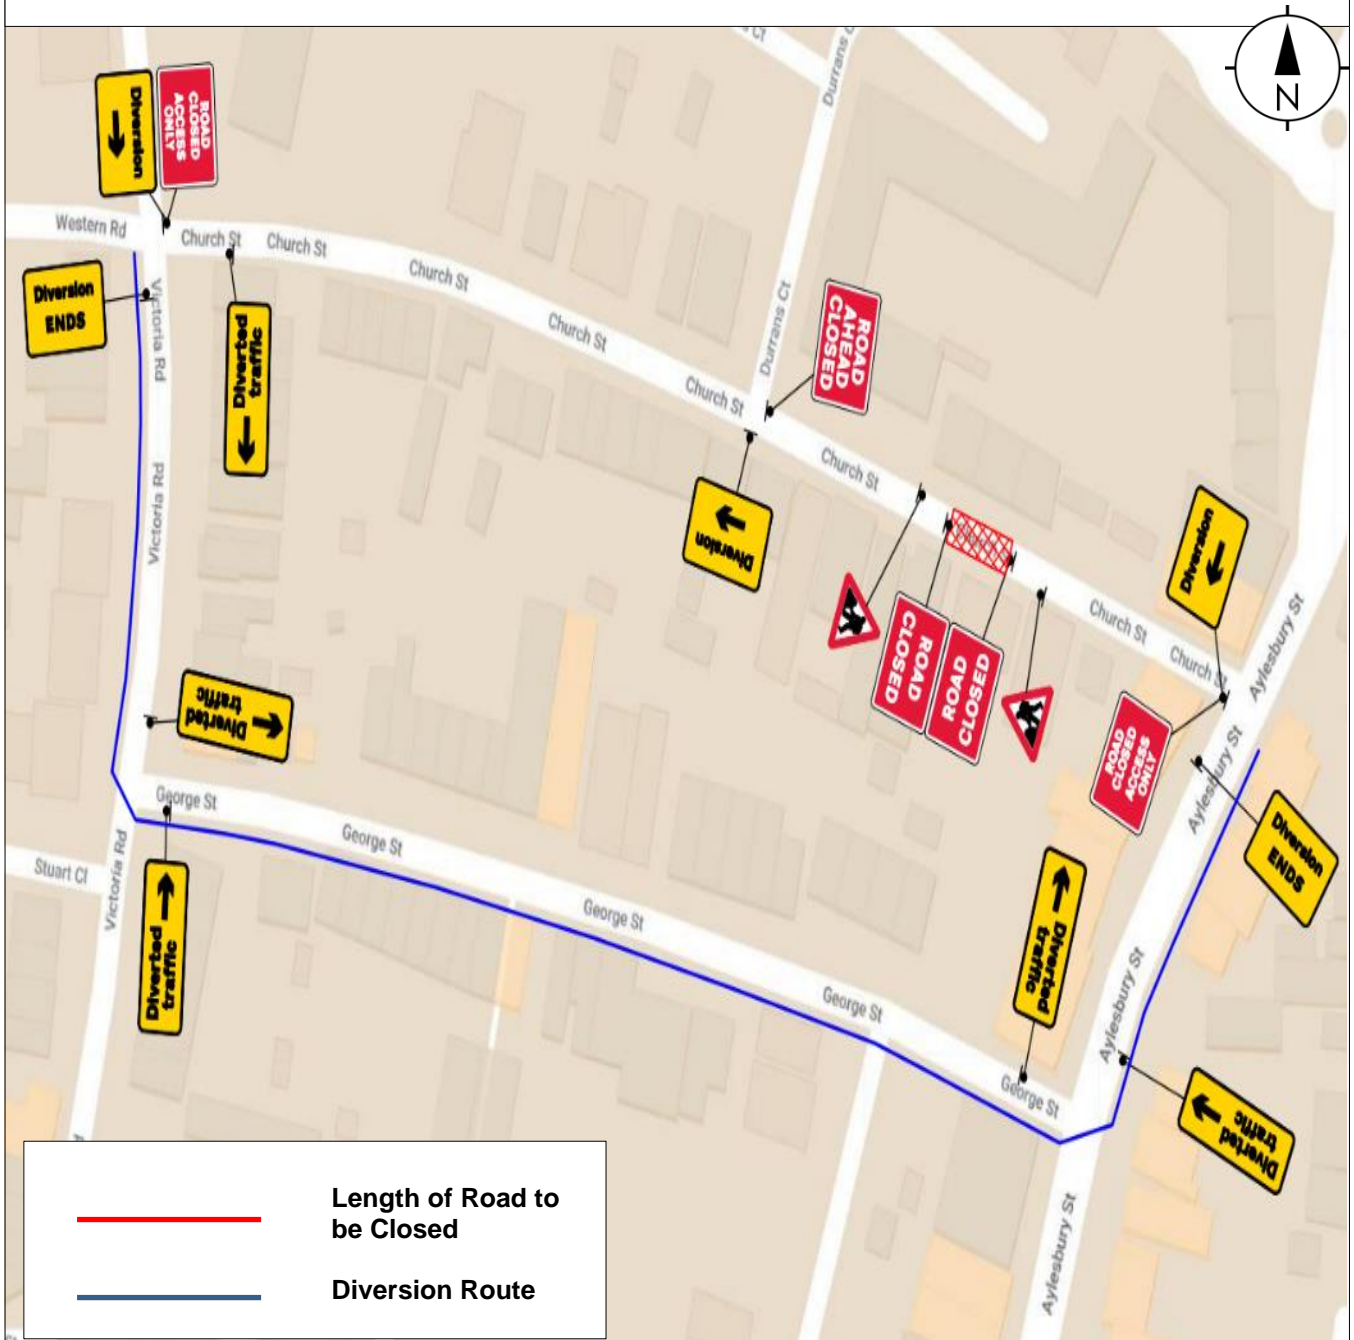 s Ct
Durrans C
N
Diversion
ROAD
CLOSED
ACCESS
ONLY
Western Rd
Church St
Church St
Church St
Church St
Church St
Durrans Ct
ROAD
AHEAD
CLOSED
Diversion
ENDS
Victoria Rd
Diverted
traffic
Church St
Victoria Rd
Diversion
Diversion
ROAD
CLOSED
ROAD
CLOSED
Church St
Church S
Aylesbury St
Diverted
traffic
ROAD
CLOSED
ACCESS
ONLY
Aylesbury St
George St
George St
Diversion
ENDS
Stuart Ct
Victoria Rd
Diverted
traffic
George St
Diverted
traffic
George St
Aylesbury St
George St
Diverted
traffic
Aylesbury St
Length of Road to
be Closed
Diversion Route